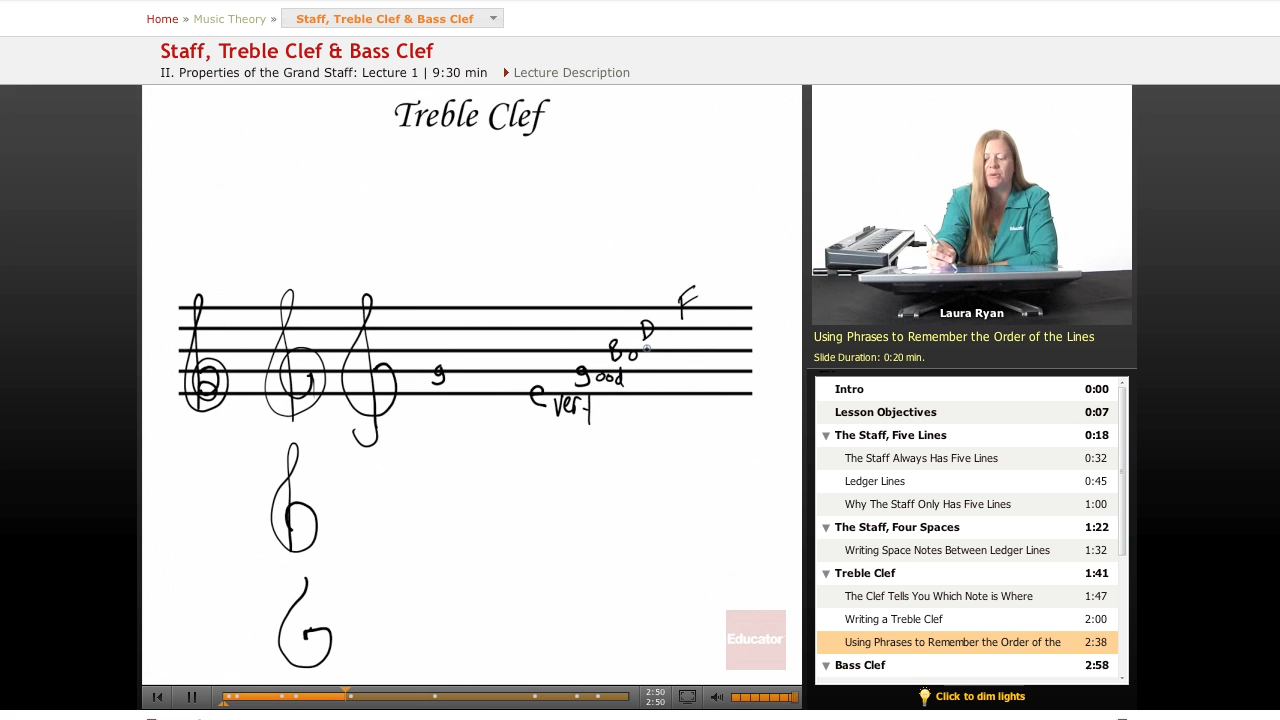 Home » Music Theory » Staff, Treble Clef & Bass Clef
Staff, Treble Clef & Bass Clef
II. Properties of the Grand Staff: Lecture 1 | 9:30 min Lecture Description
Treble Clef
F
D
Bo
g
good
E
very
Educator
2:50
2:50
Educator
Laura Ryan
Using Phrases to Remember the Order of the Lines
Slide Duration: 0:20 min.
Intro 0:00
Lesson Objectives 0:07
The Staff, Five Lines 0:18
The Staff Always Has Five Lines 0:32
Ledger Lines 0:45
Why The Staff Only Has Five Lines 1:00
The Staff, Four Spaces 1:22
Writing Space Notes Between Ledger Lines 1:32
Treble Clef 1:41
The Clef Tells You Which Note is Where 1:47
Writing a Treble Clef 2:00
Using Phrases to Remember the Order of the 2:38
Bass Clef 2:58
Click to dim lights